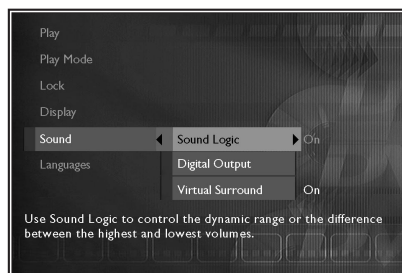 Play
Play Mode
Lock
Display
Sound
Sound Logic
On
Languages
Digital Output
Virtual Surround
On
Use Sound Logic to control the dynamic range or the difference
between the highest and lowest volumes.